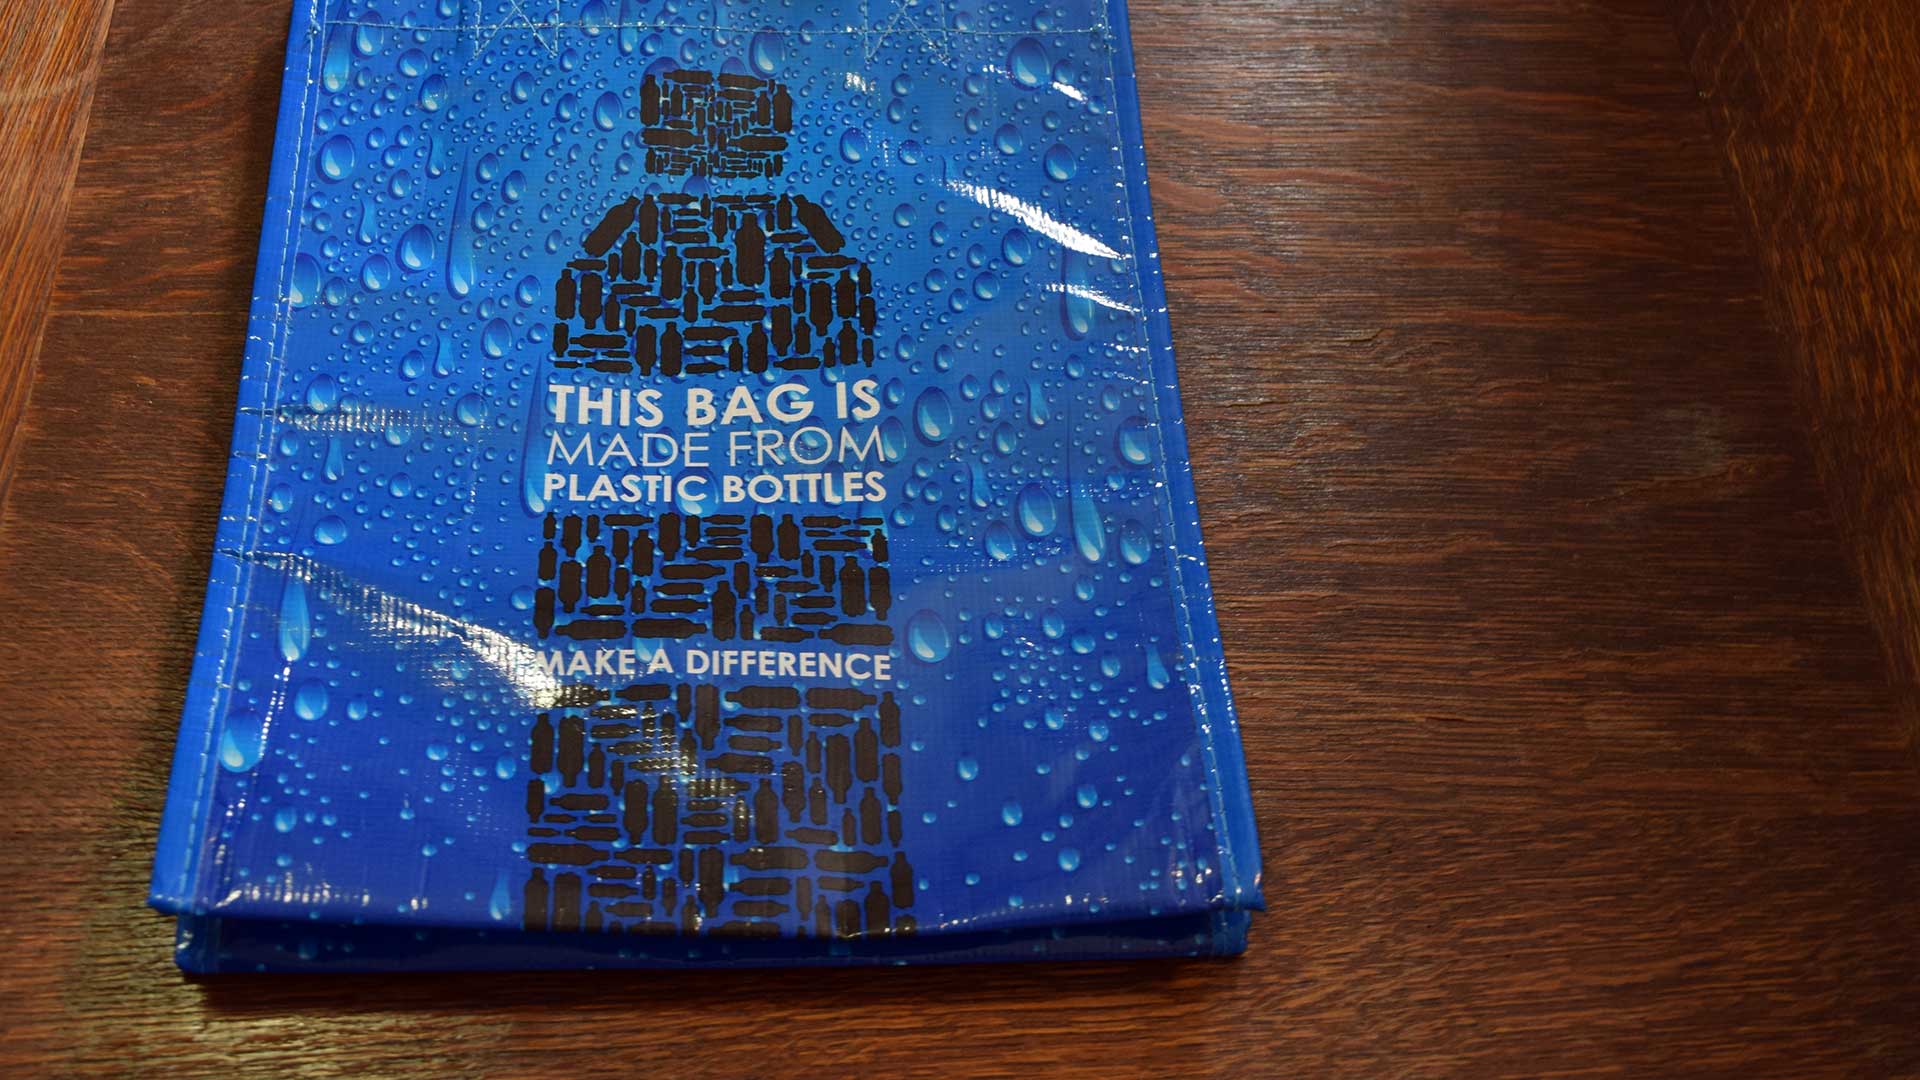 THIS BAG IS
MADE FROM
PLASTIC BOTTLES
MAKE A DIFFERENCE